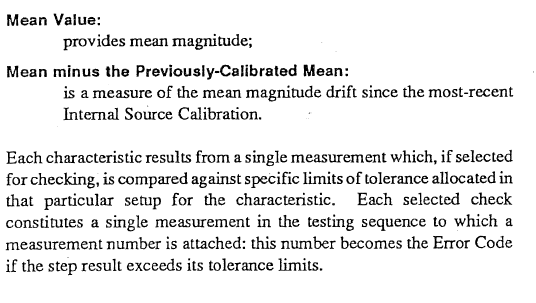 Mean Value:
provides mean magnitude;
Mean minus the Previously-Calibrated Mean:
is a measure of the mean magnitude drift since the most-recent
Internal Source Calibration.
Each characteristic results from a single measurement which, if selected
for checking, is compared against specific limits of tolerance allocated in
that particular setup for the characteristic. Each selected check
constitutes a single measurement in the testing sequence to which a
measurement number is attached: this number becomes the Error Code
if the step result exceeds its tolerance limits.